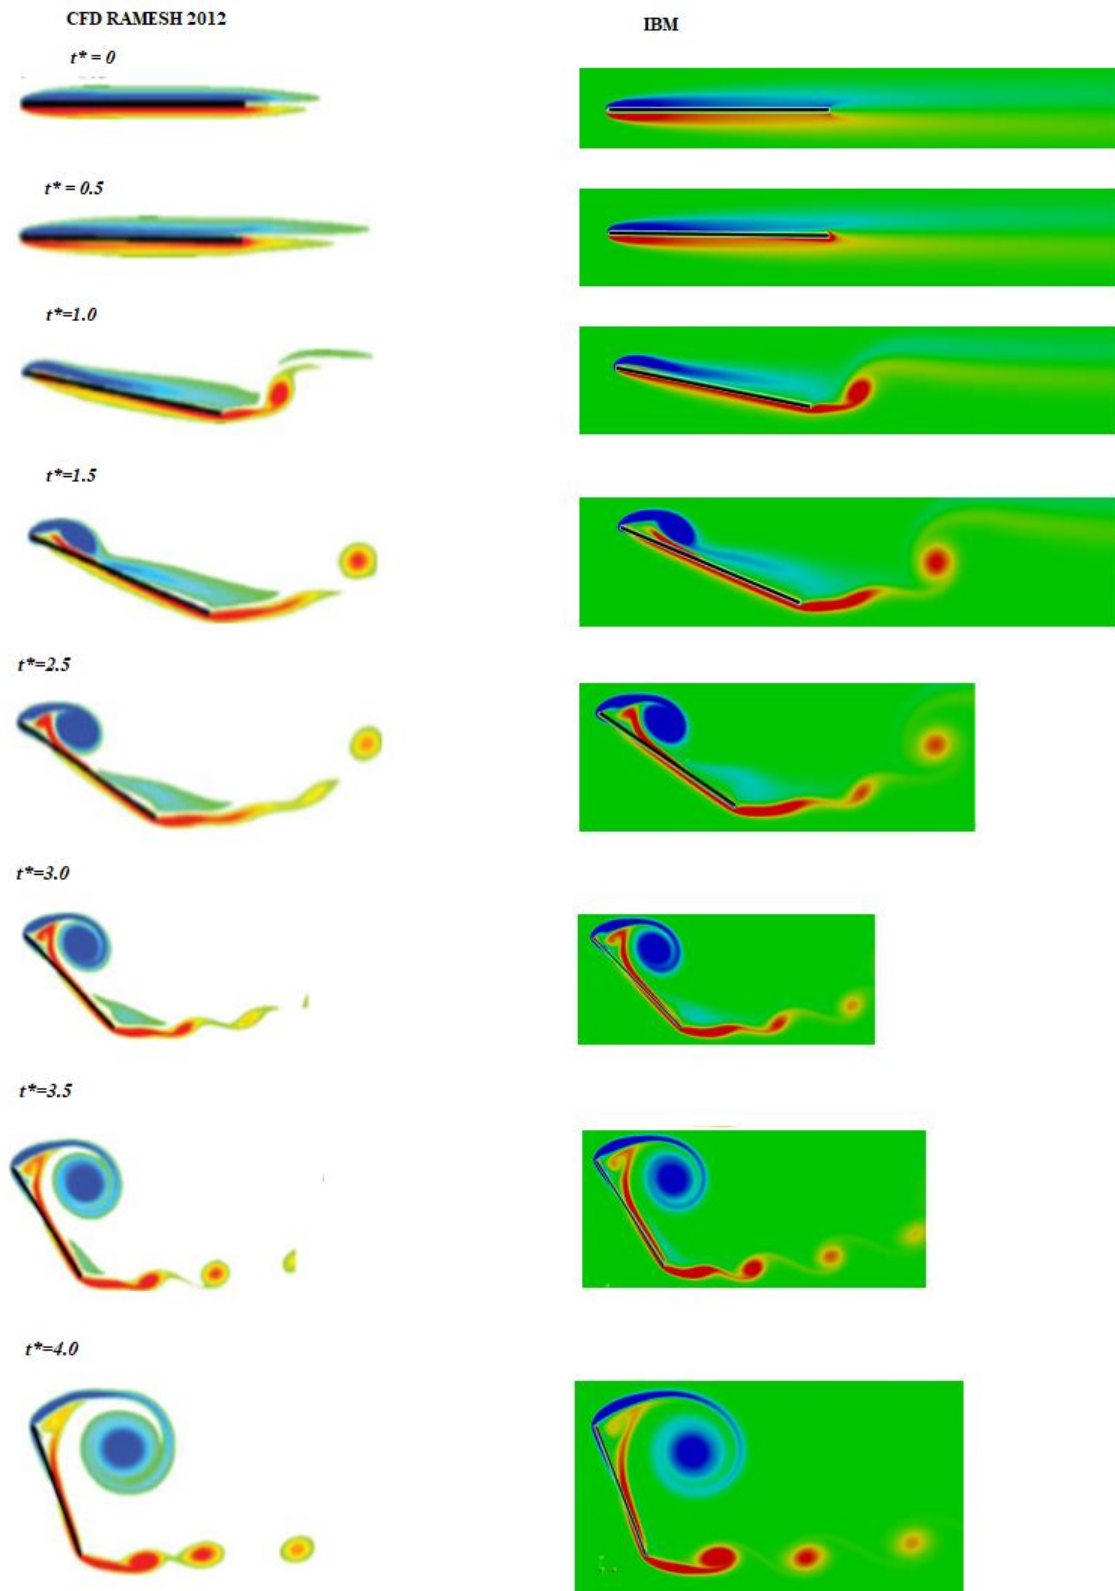 CFD RAMESH 2012
IBM
t* = 0
t* = 0.5
t*=1.0
t*=1.5
t*=2.5
t*=3.0
t*=3.5
t*=4.0